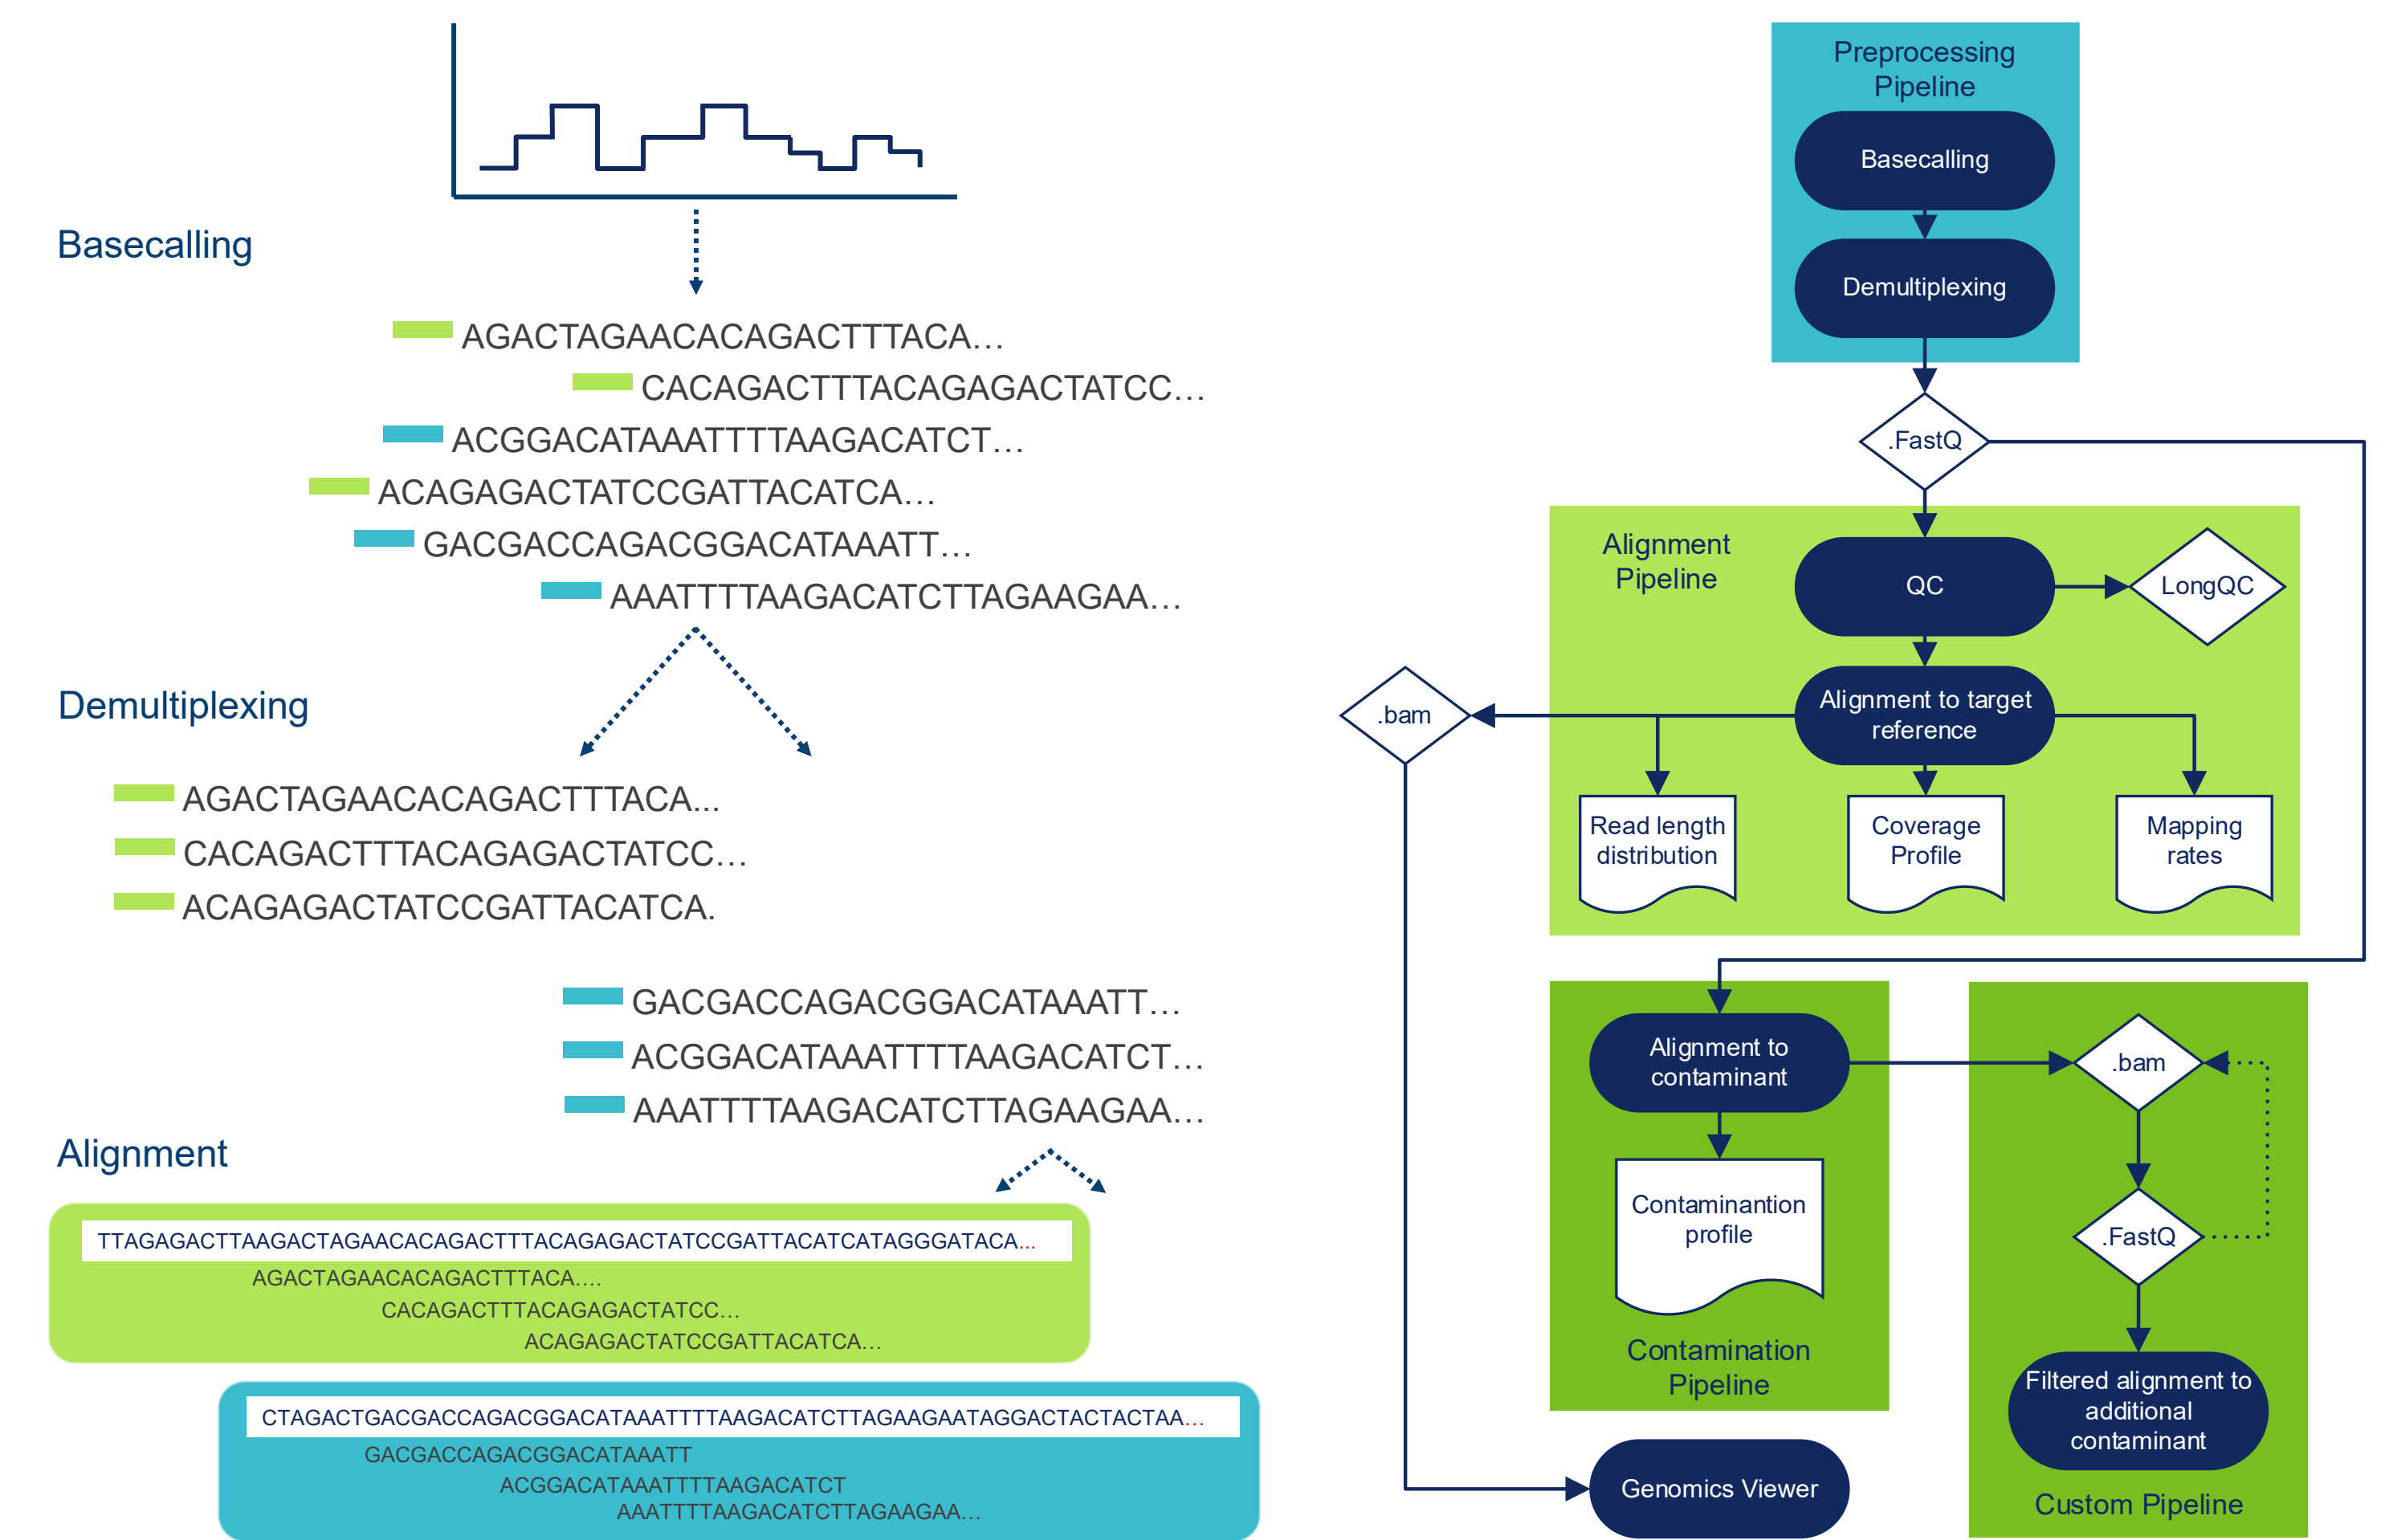 Basecalling
AGACTAGAACACAGACTTTACA…
CACAGACTTTACAGAGACTATCC…
ACGGACATAAATTTTAAGACATCT…
ACAGAGACTATCCGATTACATCA…
GACGACCAGACGGACATAAATT…
AAATTTTAAGACATCTTAGAAGAA…
Demultiplexing
AGACTAGAACACAGACTTTACA...
CACAGACTTTACAGAGACTATCC…
ACAGAGACTATCCGATTACATCA.
GACGACCAGACGGACATAAATT…
ACGGACATAAATTTTAAGACATCT…
AAATTTTAAGACATCTTAGAAGAA…
Alignment
TTAGAGACTTAAGACTAGAACACAGACTTTACAGAGACTATCCGATTACATCATAGGGATACA...
AGACTAGAACACAGACTTTACA….
CACAGACTTTACAGAGACTATCC…
ACAGAGACTATCCGATTACATCA…
CTAGACTGACGACCAGACGGACATAAATTTTAAGACATCTTAGAAGAATAGGACTACTACTAA…
GACGACCAGACGGACATAAATT
ACGGACATAAATTTTAAGACATCT
AAATTTTAAGACATCTTAGAAGAA…
Preprocessing
Pipeline
Basecalling
Demultiplexing
.FastQ
Alignment
Pipeline
QC
LongQC
.bam
Alignment to target
reference
Read length
distribution
Coverage
Profile
Mapping
rates
Alignment to
contaminant
Contaminantion
profile
Contamination
Pipeline
.bam
.FastQ
Filtered alignment to
additional
contaminant
Custom Pipeline
Genomics Viewer